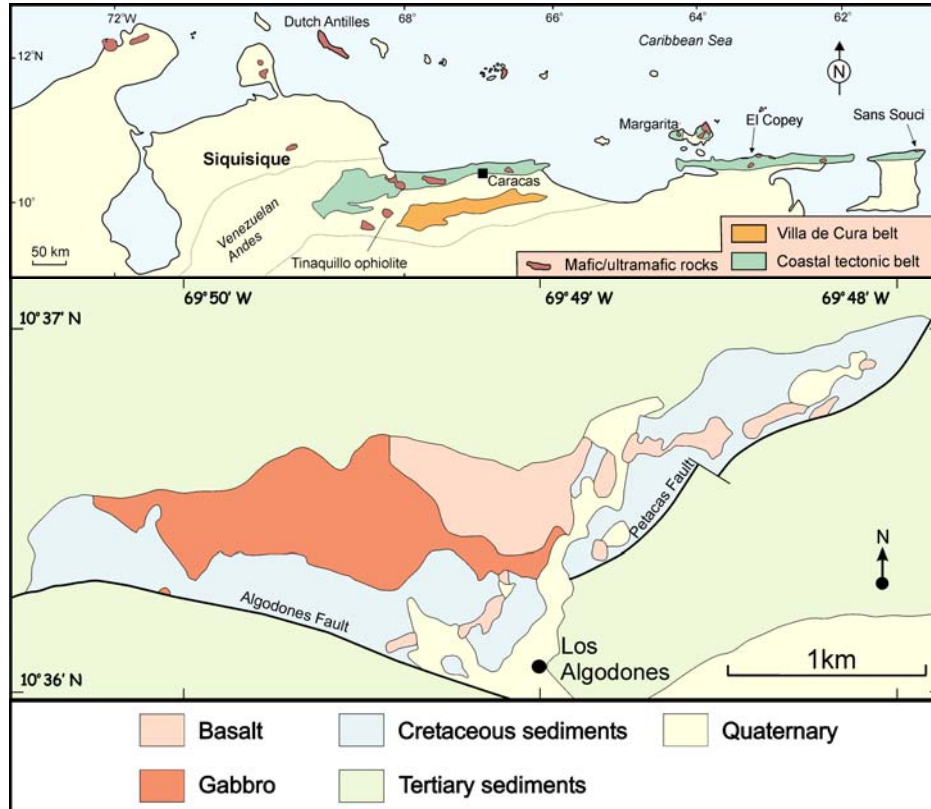 72°W
68°
66°
64°
62°
Dutch Antilles
Caribbean Sea
12°N
N
Margarita
El Copey
Sans Souci
Siquisique
Caracas
10°
Venezuelan
Andes
Villa de Cura belt
50 km
Tinaquillo ophiolite
Mafic/ultramafic rocks
Coastal tectonic belt
69° 50' W
69° 49' W
69° 48' W
10° 37' N
Petacas Fault
N
Algodones Fault
Los
Algodones
1km
10° 36' N
Basalt
Cretaceous sediments
Quaternary
Gabbro
Tertiary sediments